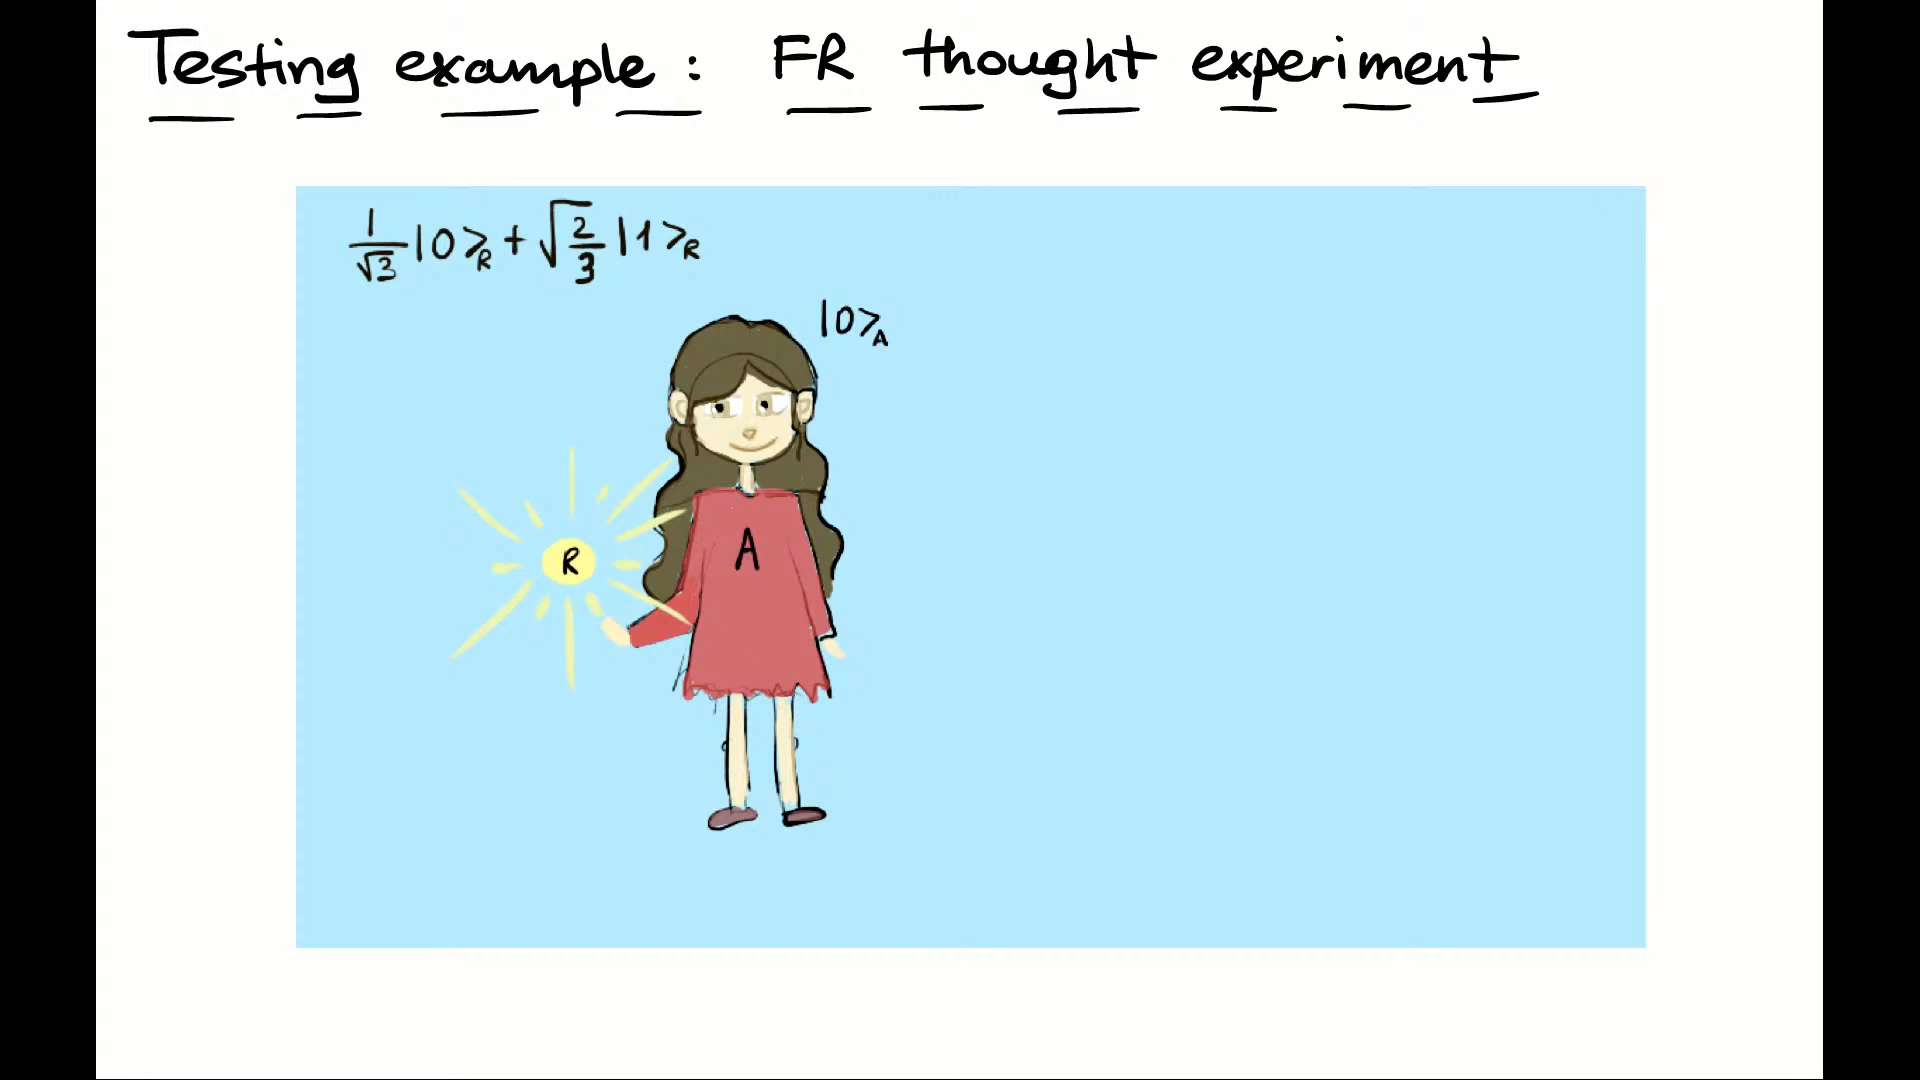 Testing example: FR thought experiment
1/√3 |0>_R + √2/3 |1>_R
|0>_A
R
A